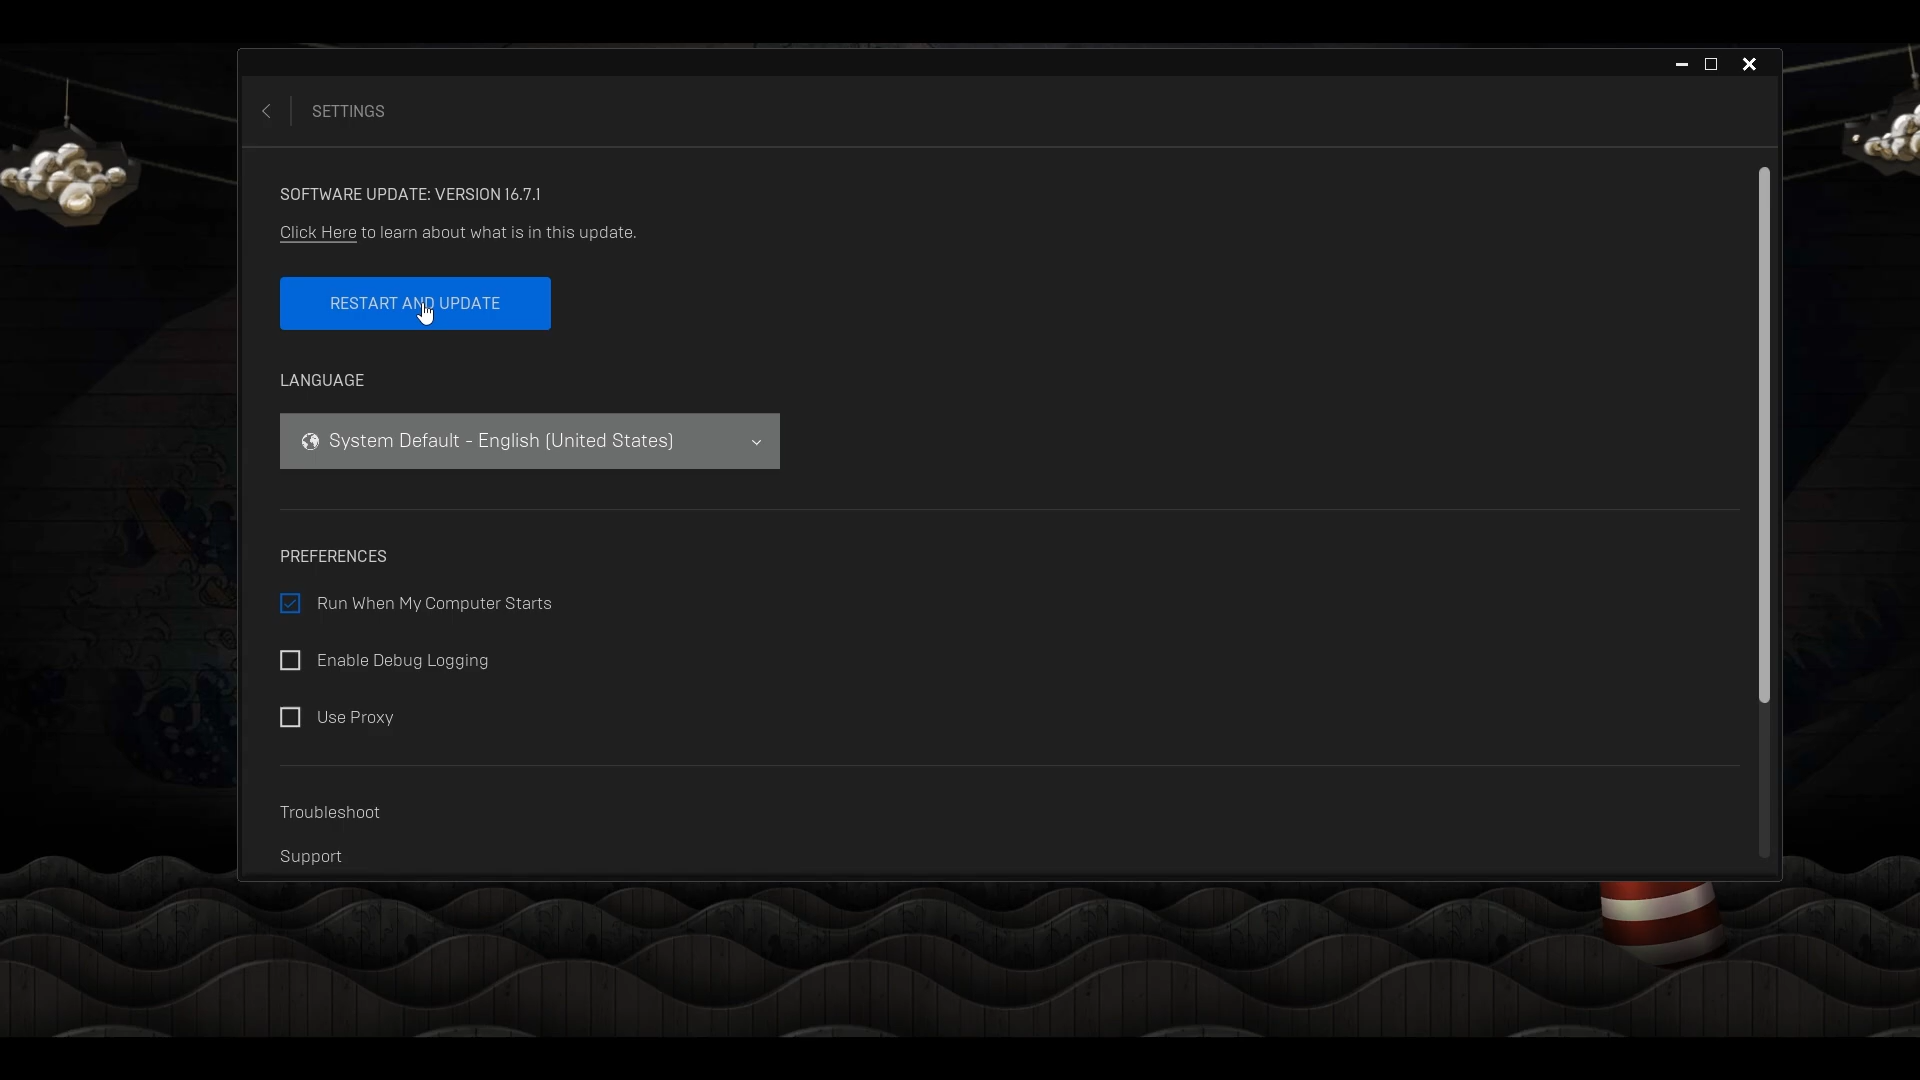 SETTINGS
SOFTWARE UPDATE: VERSION 16.7.1
Click Here to learn about what is in this update.
RESTART AND UPDATE
LANGUAGE
System Default - English (United States)
PREFERENCES
Run When My Computer Starts
Enable Debug Logging
Use Proxy
Troubleshoot
Support